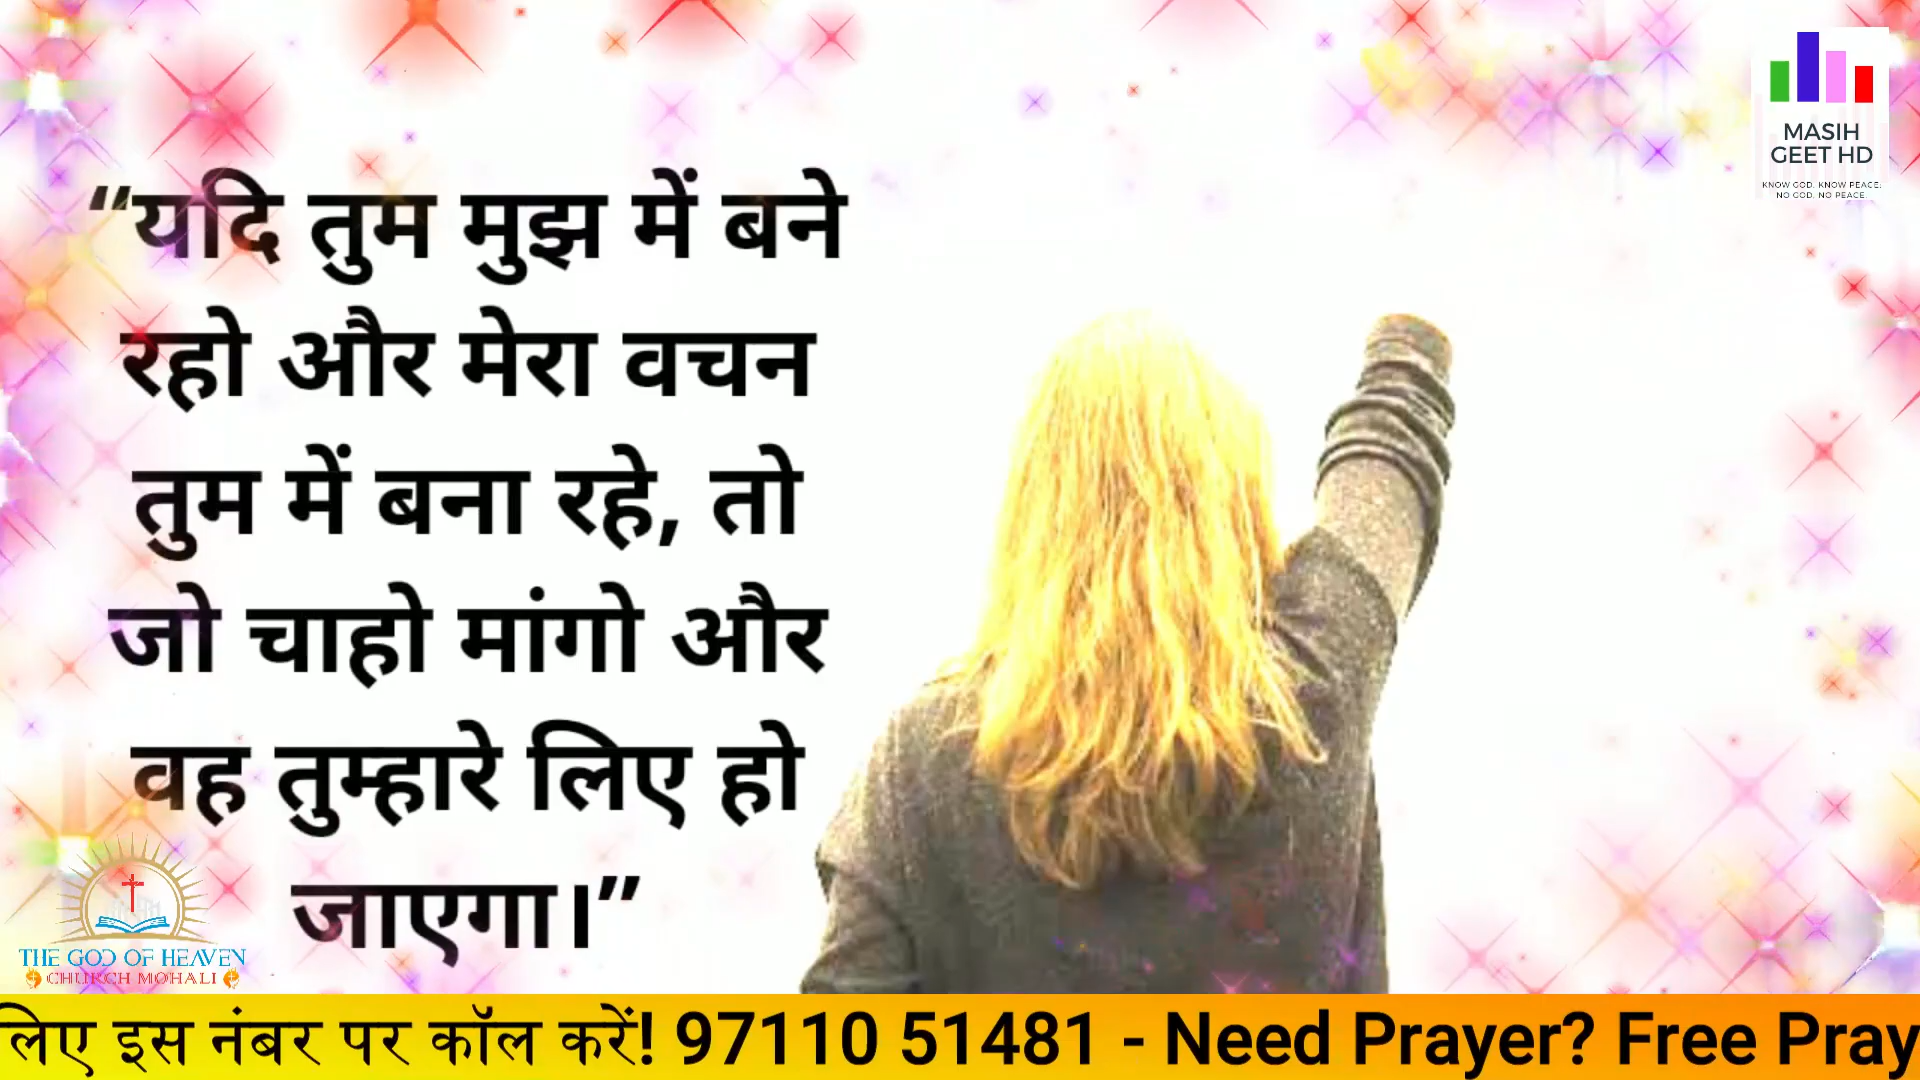 MASIH
GEET HD
KNOW GOD, KNOW PEACE.
NO GOD, NO PEACE
“यदि तुम मुझ में बने
रहो और मेरा वचन
तुम में बना रहे, तो
जो चाहो मांगो और
वह तुम्हारे लिए हो
जाएगा।”
THE GOD OF HEAVEN
CHURCH MOHALI
लिए इस नंबर पर कॉल करें! 97110 51481 - Need Prayer? Free Pray